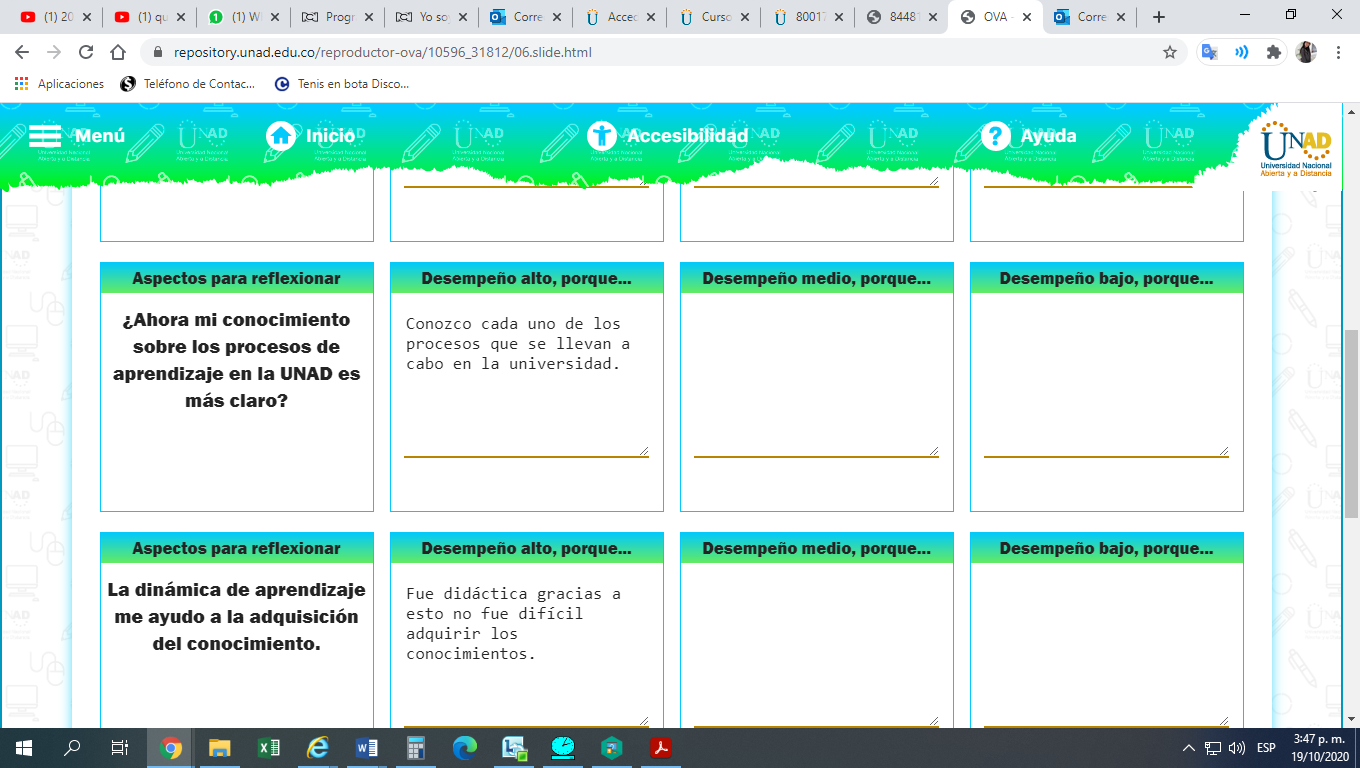 (1) 20
(1) qu
(1) W
Progr
Yo soy
Corre
Acced
Curso
80017
8448
OVA -
Corre
repository.unad.edu.co/reproductor-ova/10596_31812/06.slide.html
Aplicaciones
Teléfono de Contac...
Tenis en bota Disco...
Menú
Inicio
Accesibilidad
Ayuda
UNAD
Universidad Nacional
Abierta y a Distancia
Aspectos para reflexionar
Desempeño alto, porque...
Desempeño medio, porque...
Desempeño bajo, porque...
¿Ahora mi conocimiento
sobre los procesos de
aprendizaje en la UNAD es
más claro?
Conozco cada uno de los
procesos que se llevan a
cabo en la universidad.
Aspectos para reflexionar
Desempeño alto, porque...
Desempeño medio, porque...
Desempeño bajo, porque...
La dinámica de aprendizaje
me ayudo a la adquisición
del conocimiento.
Fue didáctica gracias a
esto no fue difícil
adquirir los
conocimientos.
ESP
3:47 p. m.
19/10/2020